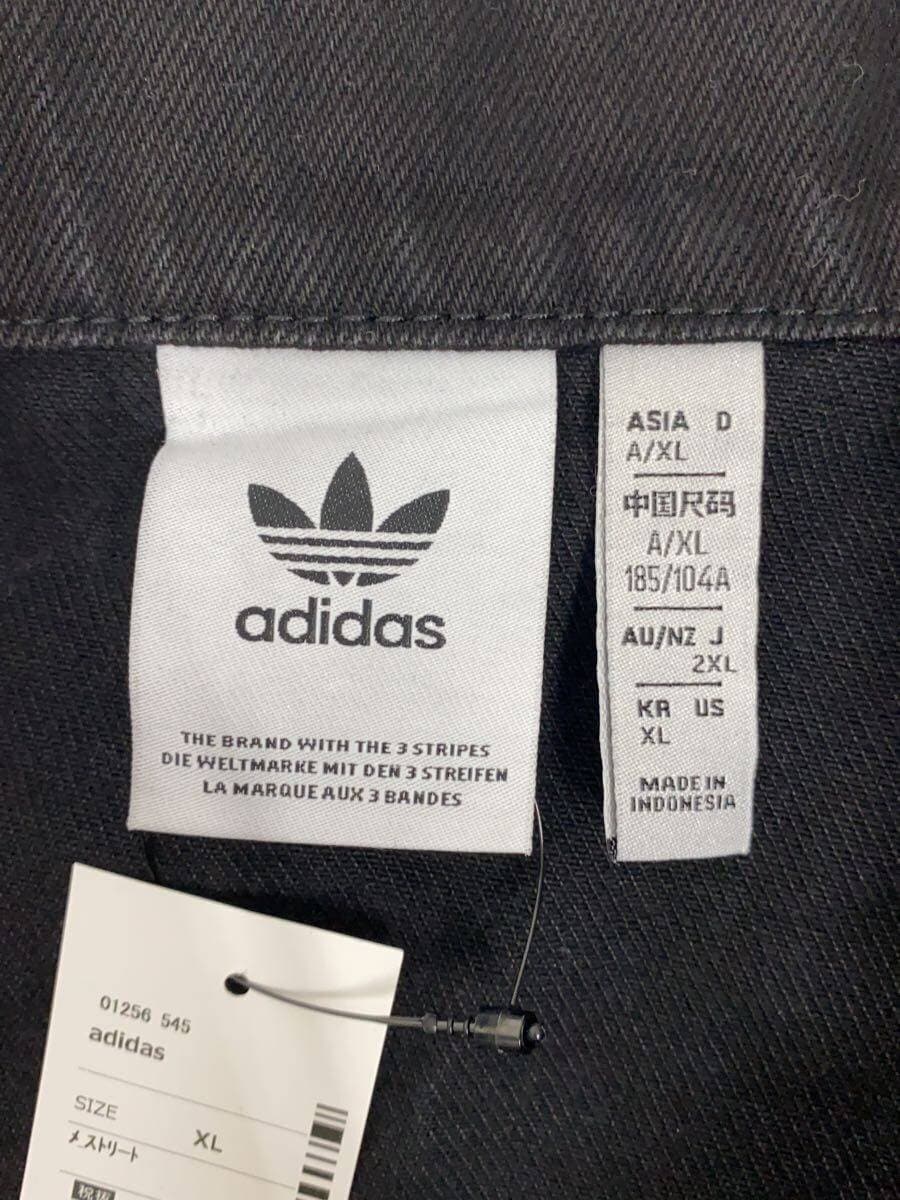 adidas
THE BRAND WITH THE 3 STRIPES
DIE WELTMARKE MIT DEN 3 STREIFEN
LA MARQUE AUX 3 BANDES
ASIA D
A/XL
中国尺码
A/XL
185/104A
AU/NZ J
2XL
KR US
XL
MADE IN
INDONESIA
01256 545
adidas
SIZE
XL
メストリート